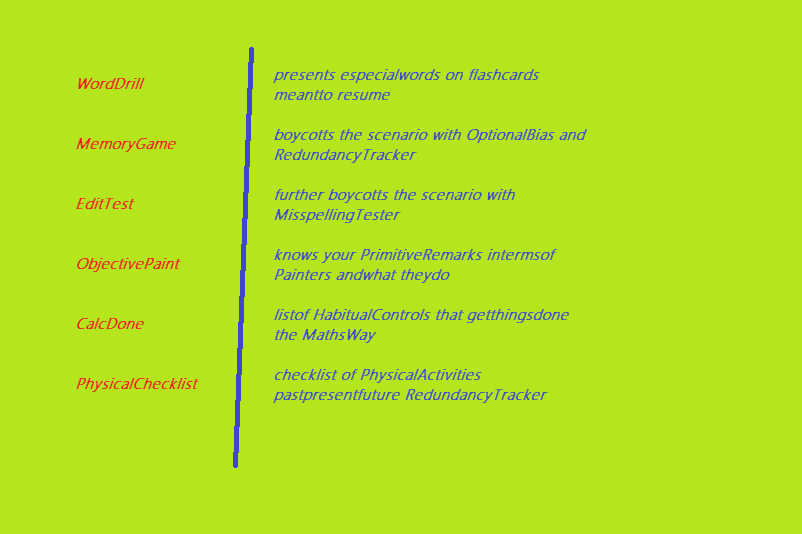 WordDrill
presents especialwords on flashcards
meantto resume
MemoryGame
boycotts the scenario with OptionalBias and
RedundancyTracker
EditTest
further boycotts the scenario with
MisspellingTester
ObjectivePaint
knows your PrimitiveRemarks intermsof
Painters andwhat theydo
CalcDone
listof HabitualControls that getthingsdone
the MathsWay
PhysicalChecklist
checklist of PhysicalActivities
pastpresentfuture RedundancyTracker